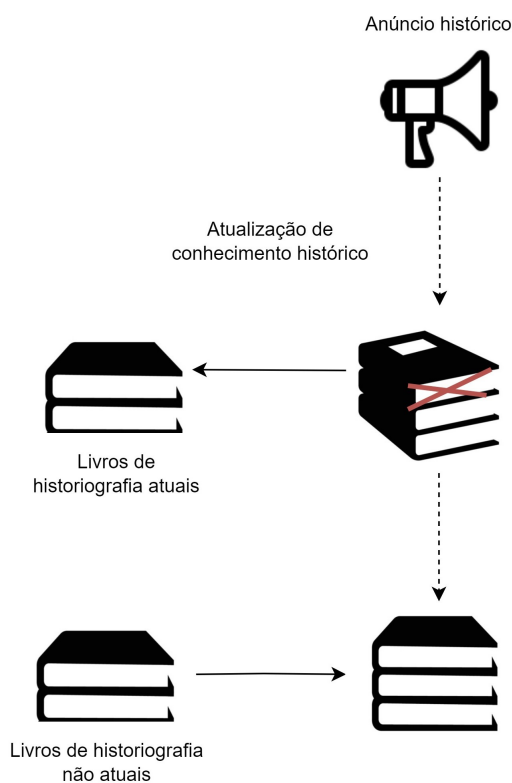 Anúncio histórico
Atualização de
conhecimento histórico
Livros de
historiografia atuais
Livros de historiografia
não atuais